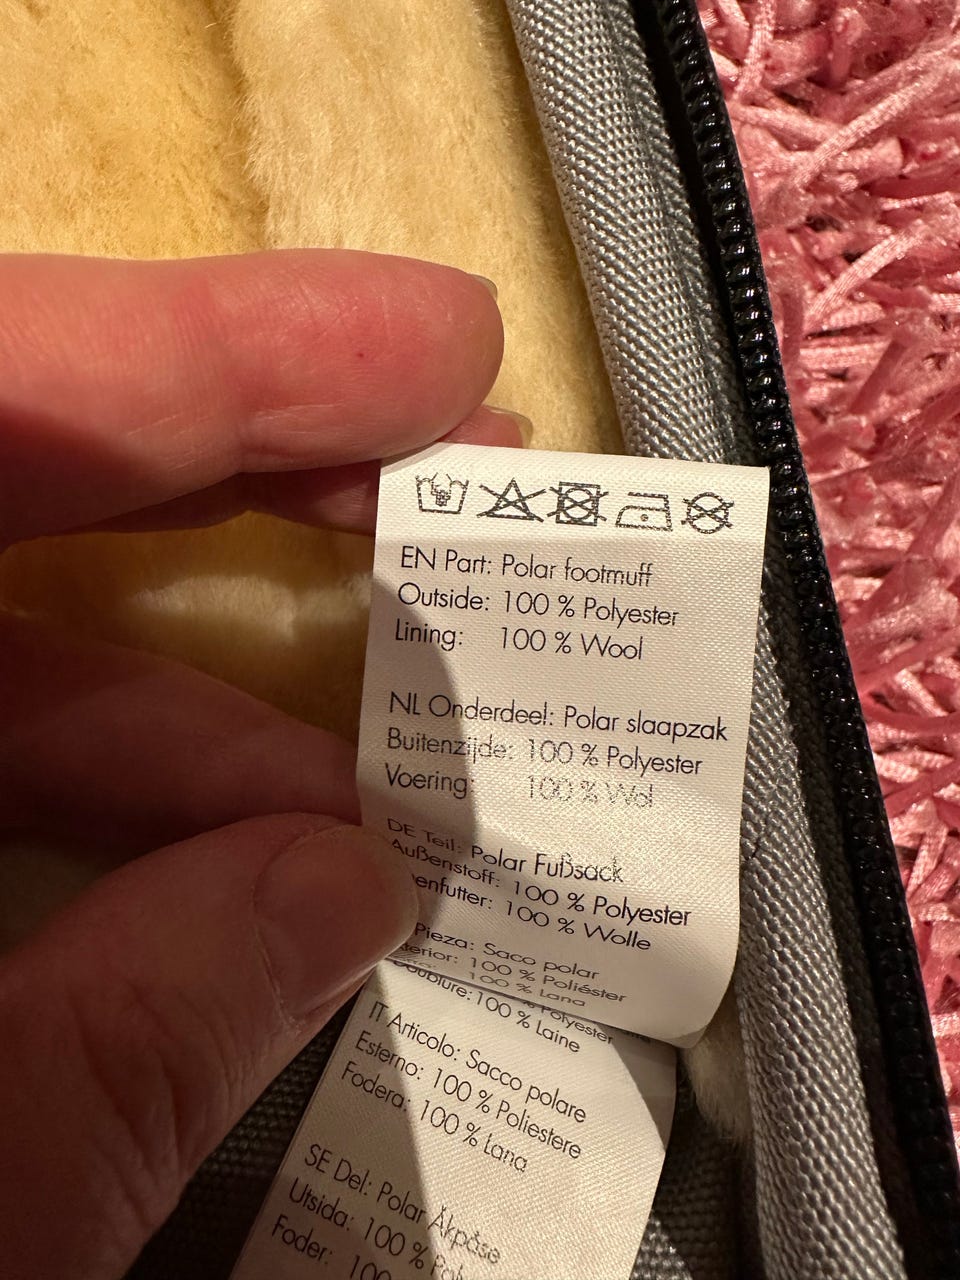 EN Part: Polar footmuff
Outside: 100 % Polyester
Lining: 100 % Wool
NL Onderdeel: Polar slaapzak
Buitenzijde: 100 % Polyester
Voering: 100 % Wol
DE Teil: Polar Fußsack
Außenstoff: 100 % Polyester
100 % Wolle
Pieza: Saco polar
100 % Poliéster
100 % Lana
Polyester
Doublure: 100 % Laine
IT Articolo: Sacco polare
Esterno: 100 % Poliestere
Fodera: 100 % Lana
SE Del: Polar Åkpåse
Utsida: 100 %
Foder: 100